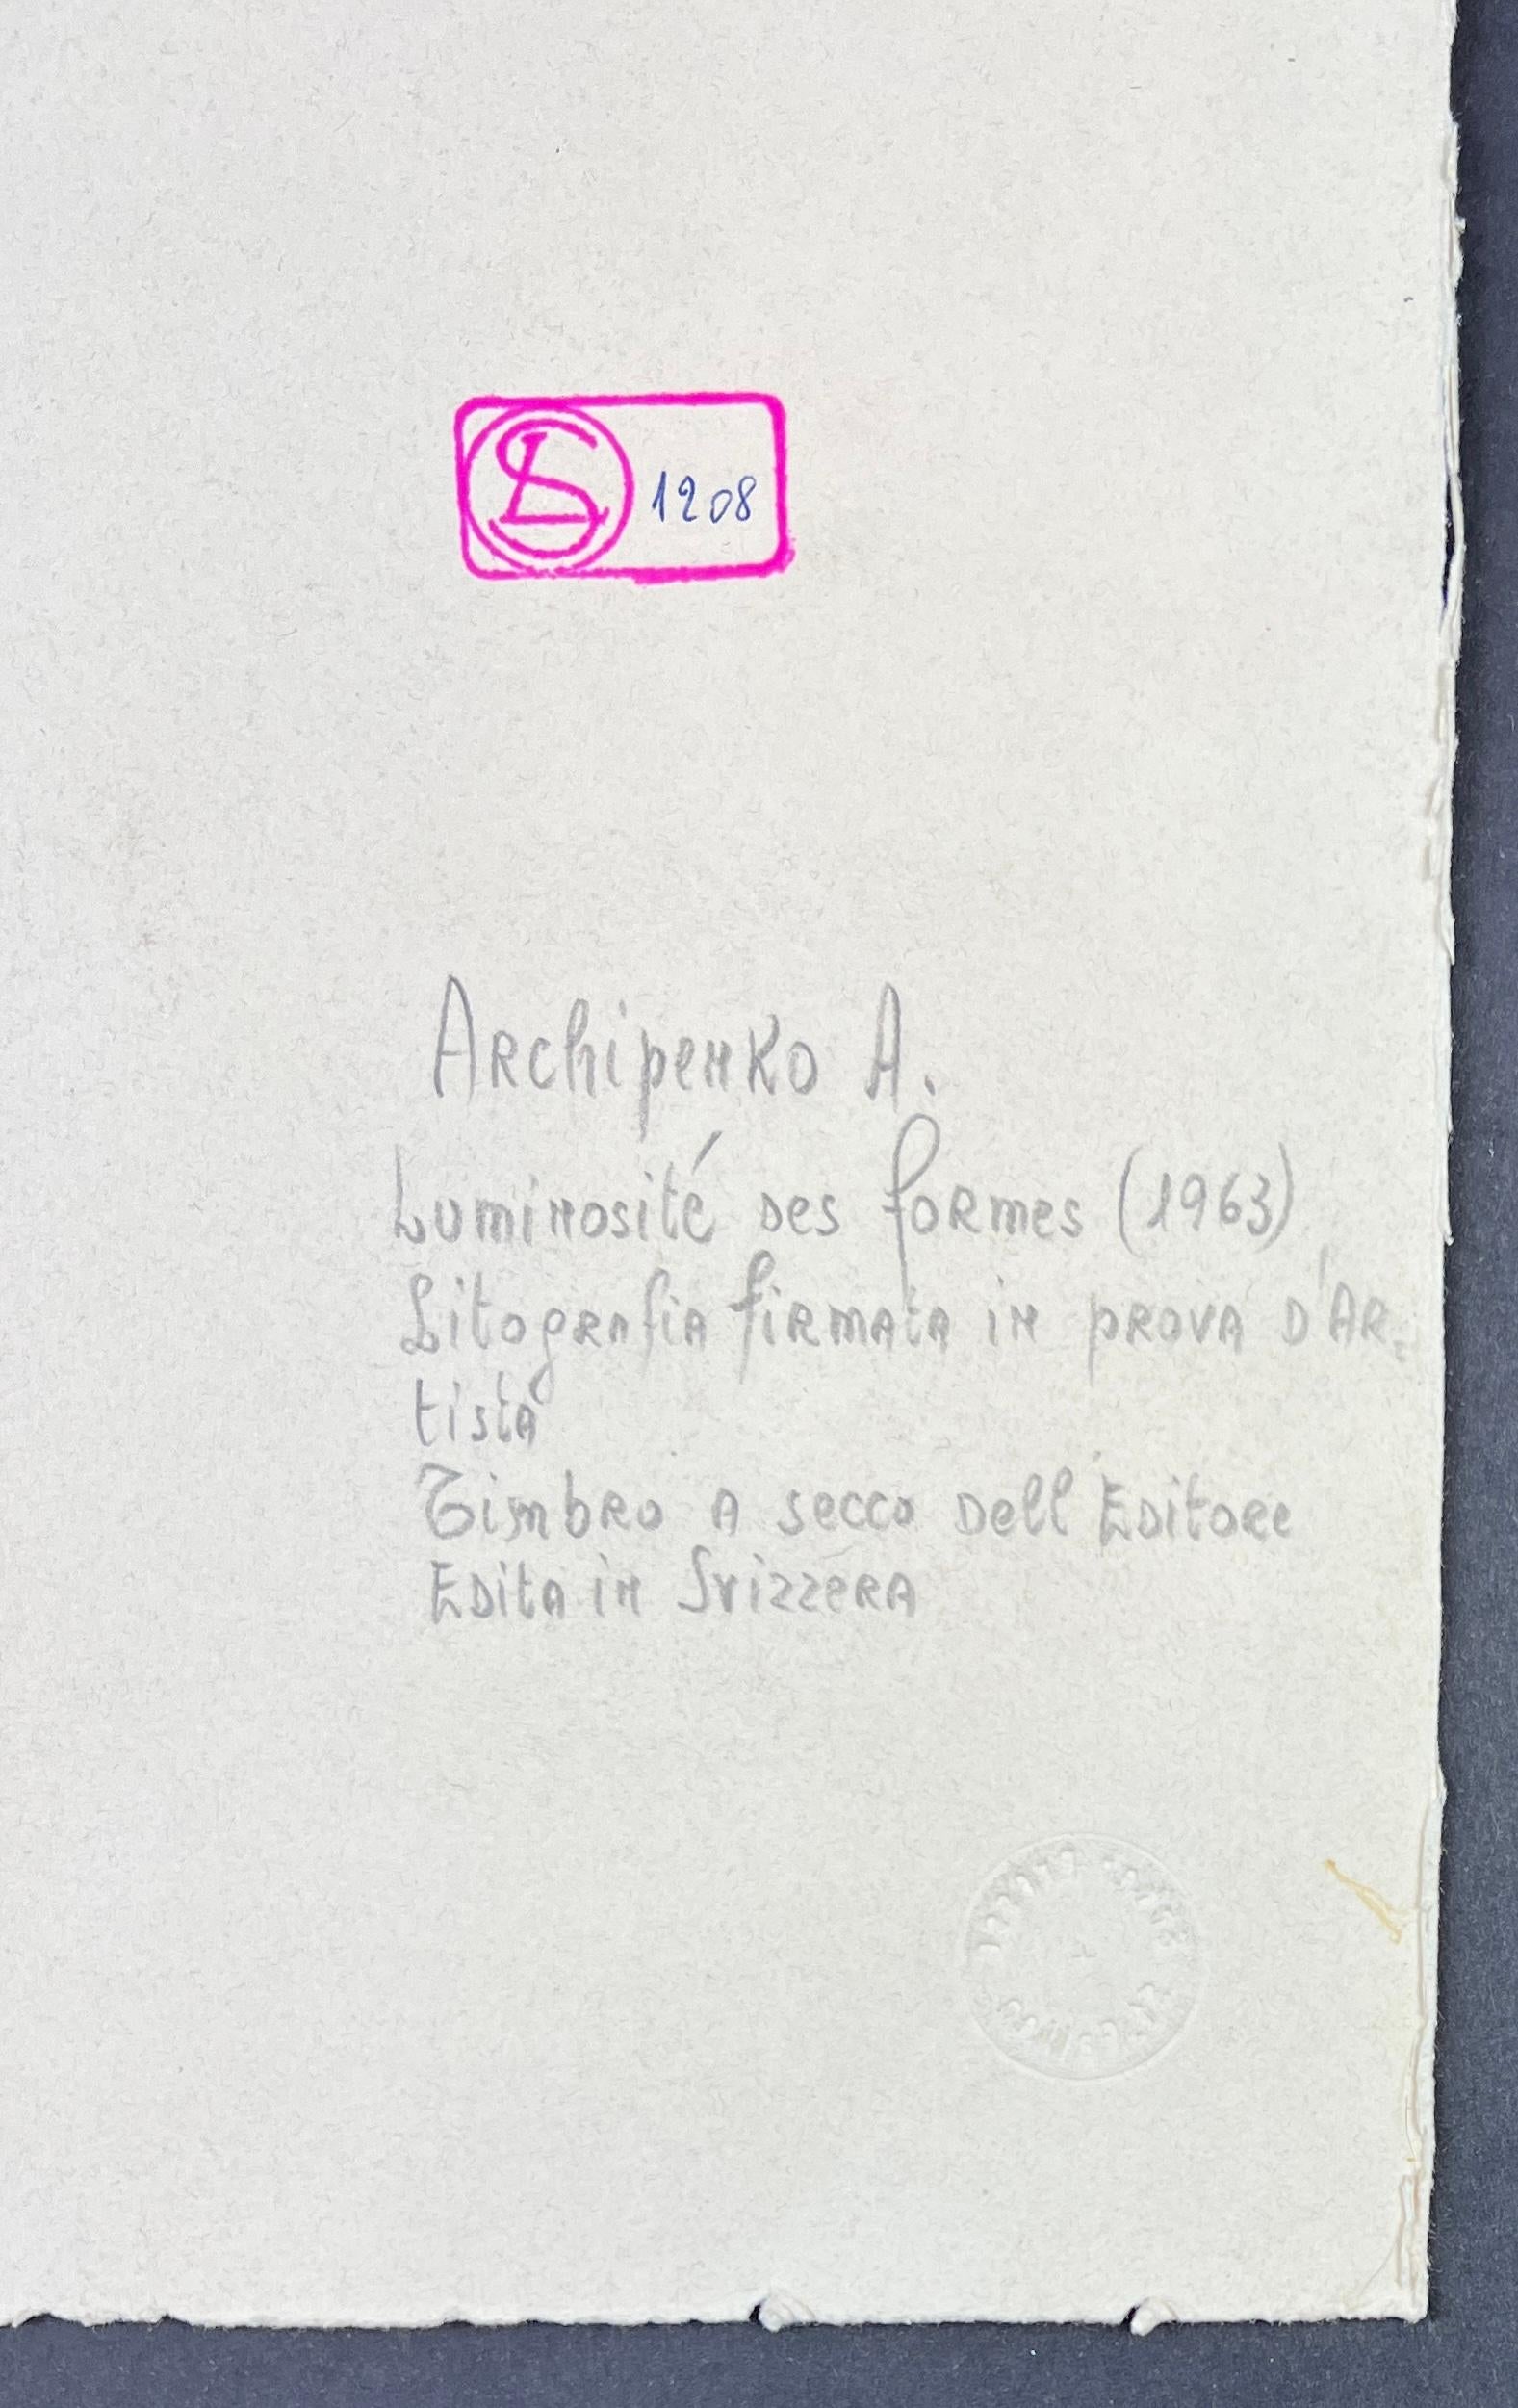 1208
Archipenko A.
Luminosité des formes (1963)
Litografia firmata in prova d'Ar-
tista
Timbro a secco dell'Editore
Edita in Svizzera